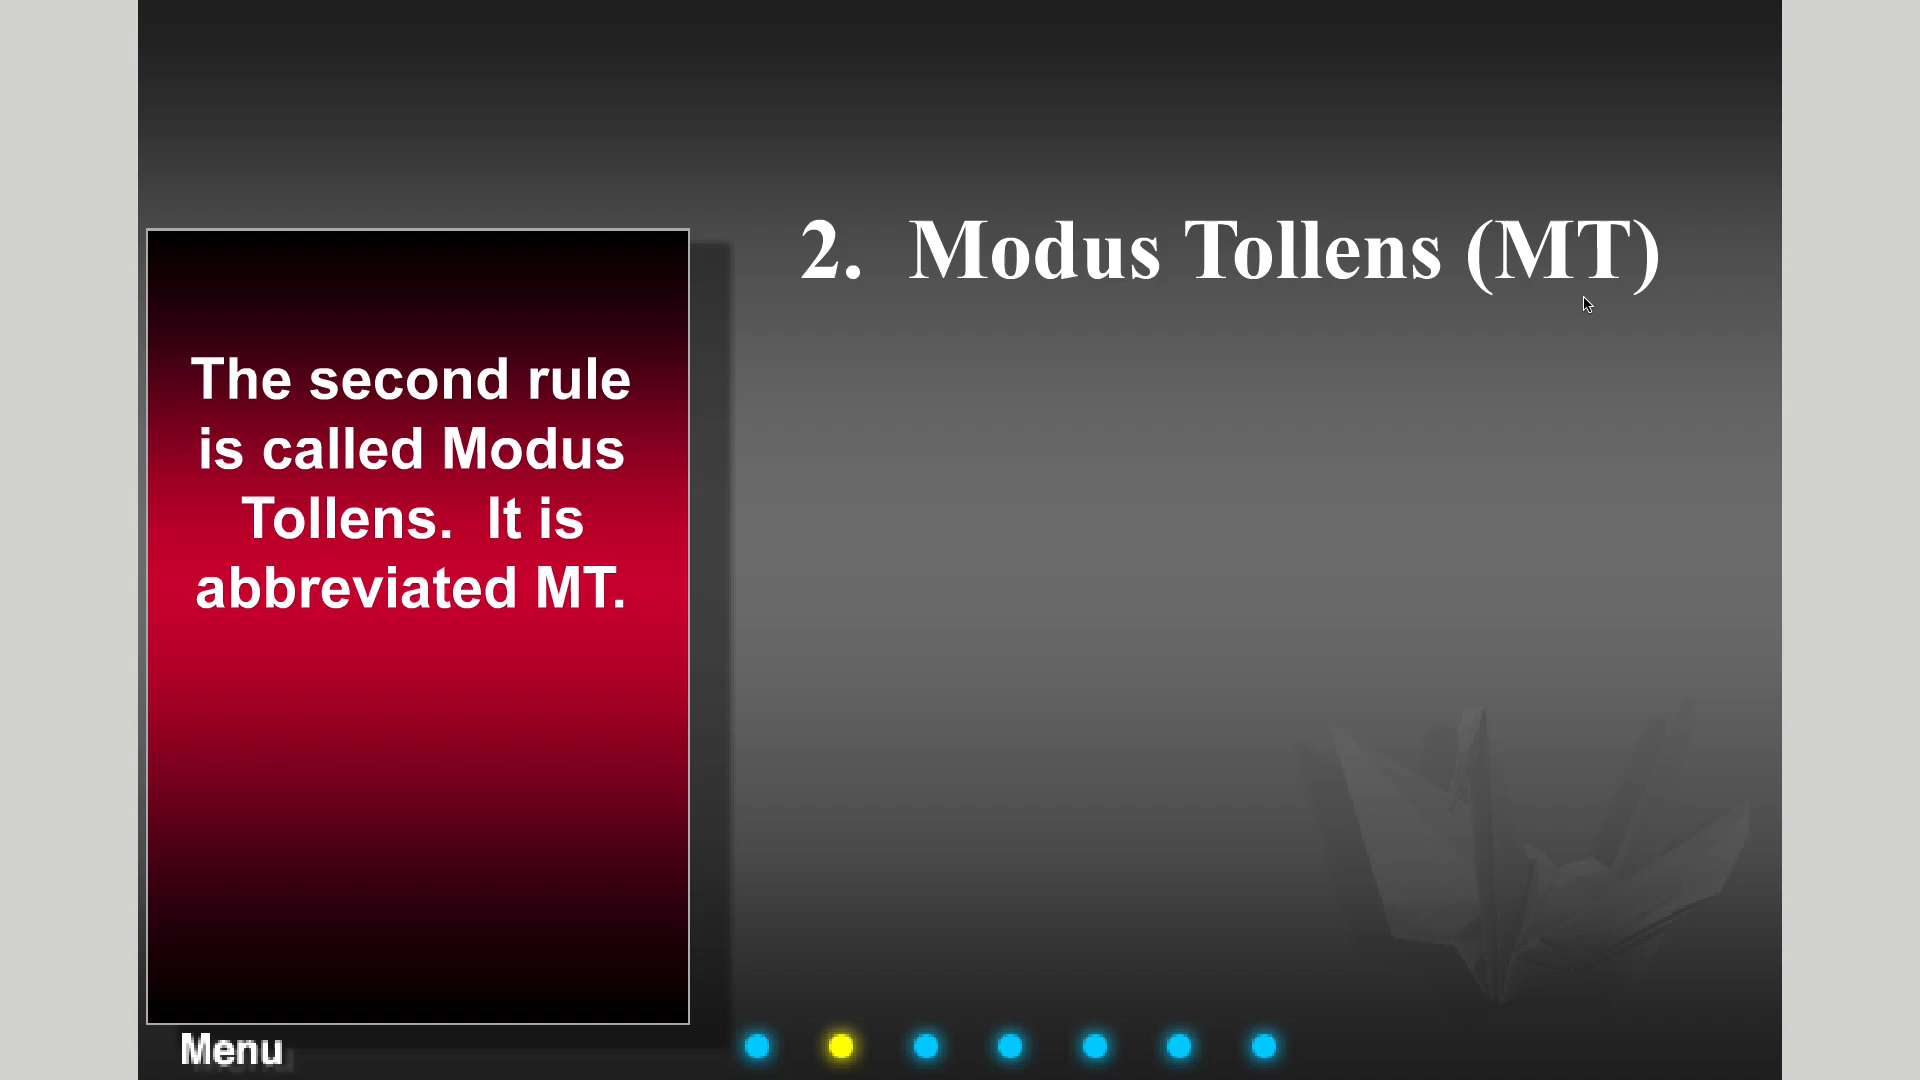 2. Modus Tollens (MT)
The second rule
is called Modus
Tollens. It is
abbreviated MT.
Menu